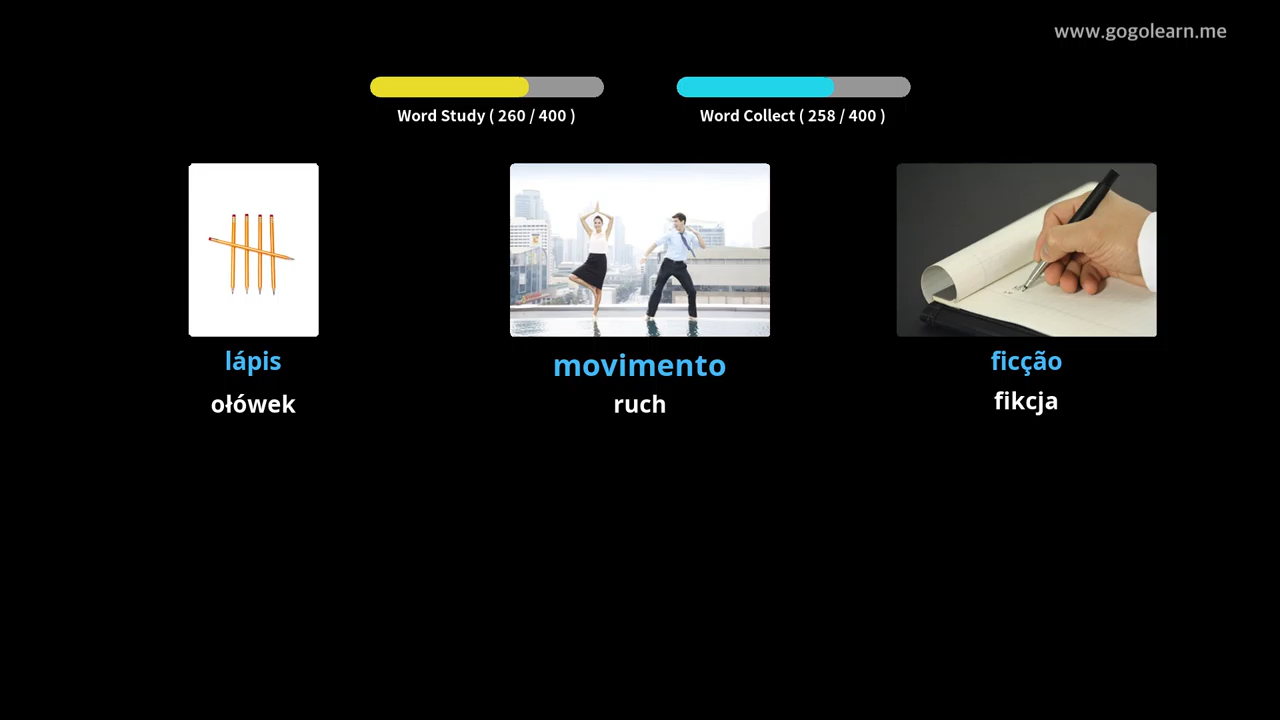 www.gogolearn.me
Word Study ( 260 / 400 )
Word Collect ( 258 / 400 )
lápis
movimento
ficção
ołówek
ruch
fikcja